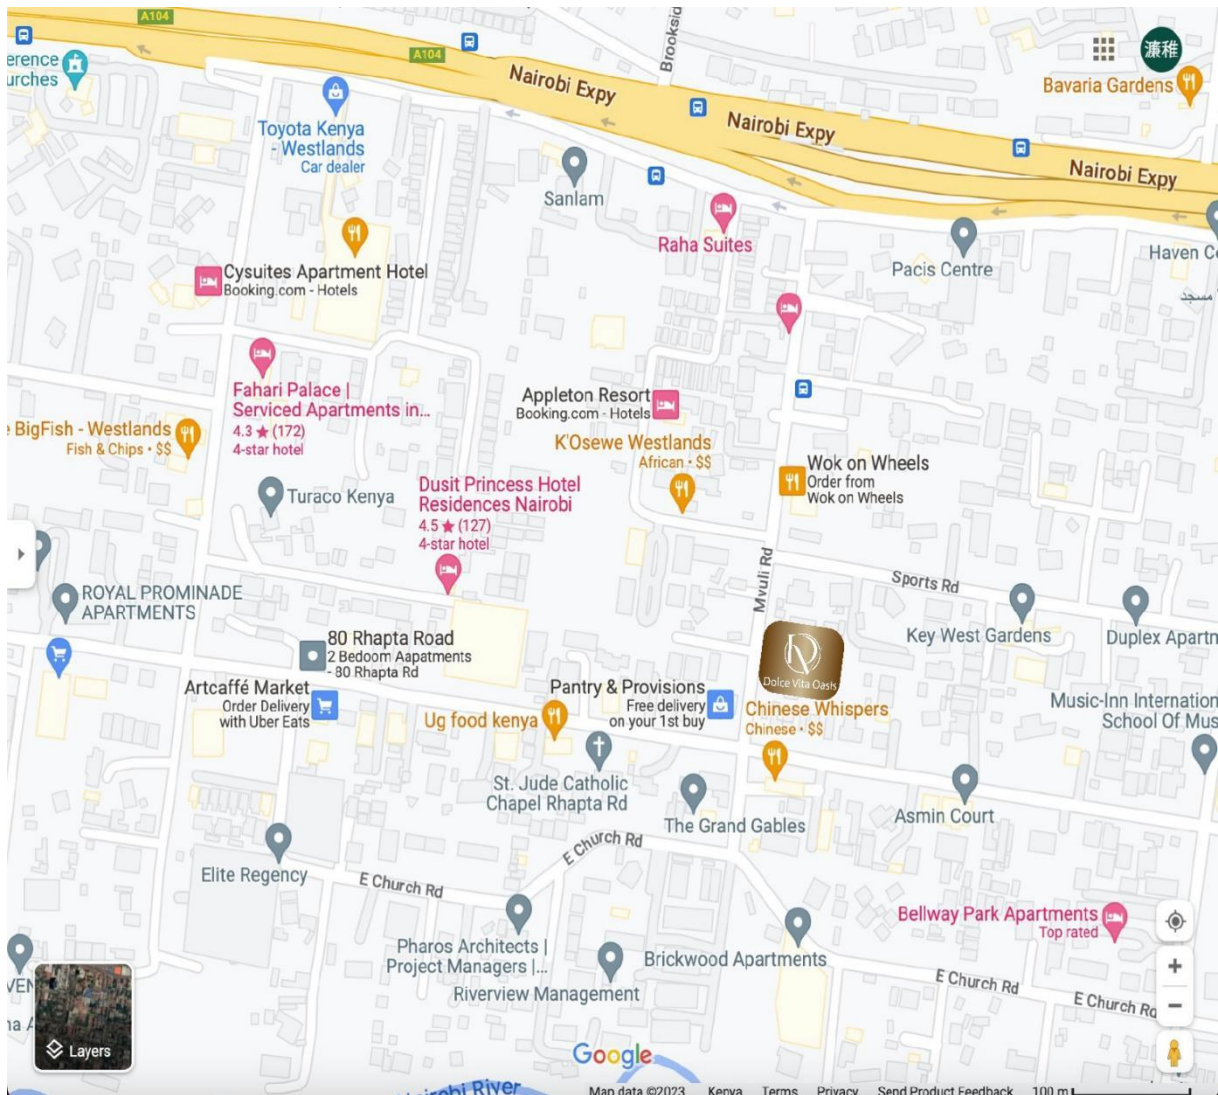 A104
A104
Brooksid
erence
urches
濂稚
Bavaria Gardens
Nairobi Expy
Nairobi Expy
Nairobi Expy
Toyota Kenya
- Westlands
Car dealer
Sanlam
Raha Suites
Pacis Centre
Haven C
مسجد
Cysuites Apartment Hotel
Booking.com - Hotels
Fahari Palace |
Serviced Apartments in...
4.3 ★ (172)
4-star hotel
Appleton Resort
Booking.com - Hotels
e BigFish - Westlands
Fish & Chips • $$
K'Osewe Westlands
African • $$
Wok on Wheels
Order from
Wok on Wheels
Turaco Kenya
Dusit Princess Hotel
Residences Nairobi
4.5 ★ (127)
4-star hotel
Mvuli Rd
Sports Rd
ROYAL PROMINADE
APARTMENTS
Key West Gardens
Duplex Apartn
80 Rhapta Road
2 Bedoom Aapatments
- 80 Rhapta Rd
Dolce Vita Oasis
Artcaffé Market
Order Delivery
with Uber Eats
Pantry & Provisions
Free delivery
on your 1st buy
Chinese Whispers
Chinese • $$
Music-Inn Internation
School Of Mus
Ug food kenya
St. Jude Catholic
Chapel Rhapta Rd
The Grand Gables
Asmin Court
E Church Rd
Elite Regency
E Church Rd
Bellway Park Apartments
Top rated
Pharos Architects |
Project Managers |...
Brickwood Apartments
Riverview Management
E Church Rd
E Church Rd
VEN
na A
Layers
Google
Nairobi River
Map data ©2023 Kenya Terms Privacy Send Product Feedback 100 m